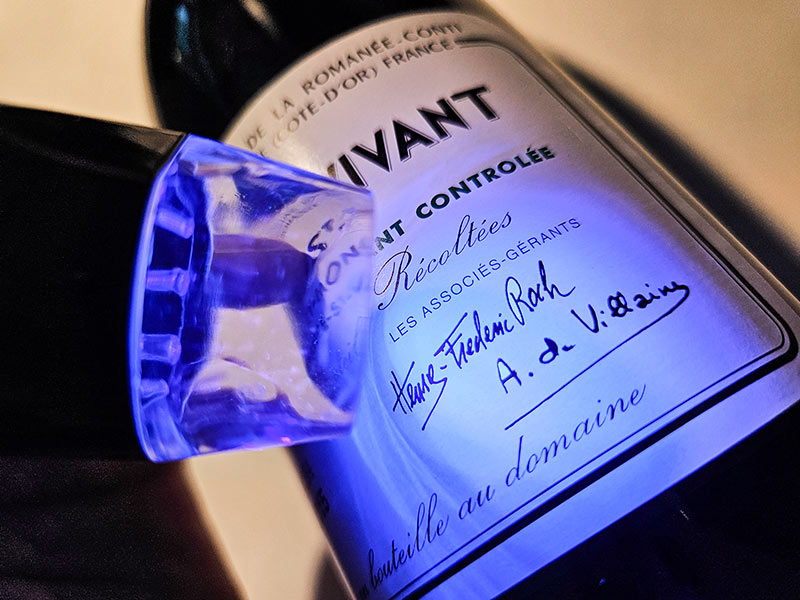 DE LA ROMANÉE-CONTI
(CÔTE-D'OR) FRANCE
VIVANT
CONTROLÉE
Récoltées
LES ASSOCIÉS-GÉRANTS
Henry-Frédéric Roch
A. de Villaine
bouteille au domaine